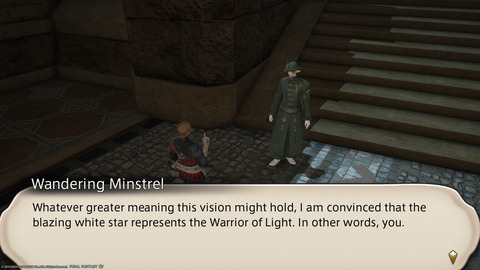 Wandering Minstrel
Whatever greater meaning this vision might hold, I am convinced that the
blazing white star represents the Warrior of Light. In other words, you.